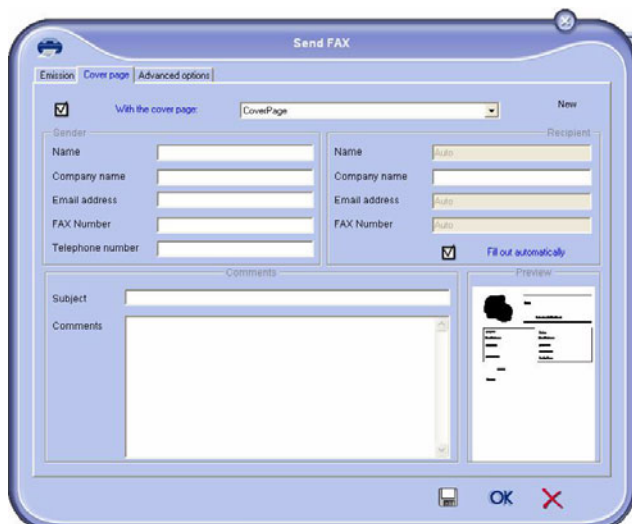 Send FAX
Emission Cover page Advanced options
With the cover page: CoverPage New
Gender Recipient
Name Name Auto
Company name Company name
Email address Email address Auto
FAX Number FAX Number Auto
Telephone number Fill out automatically
Comments Preview
Subject
Comments
OK